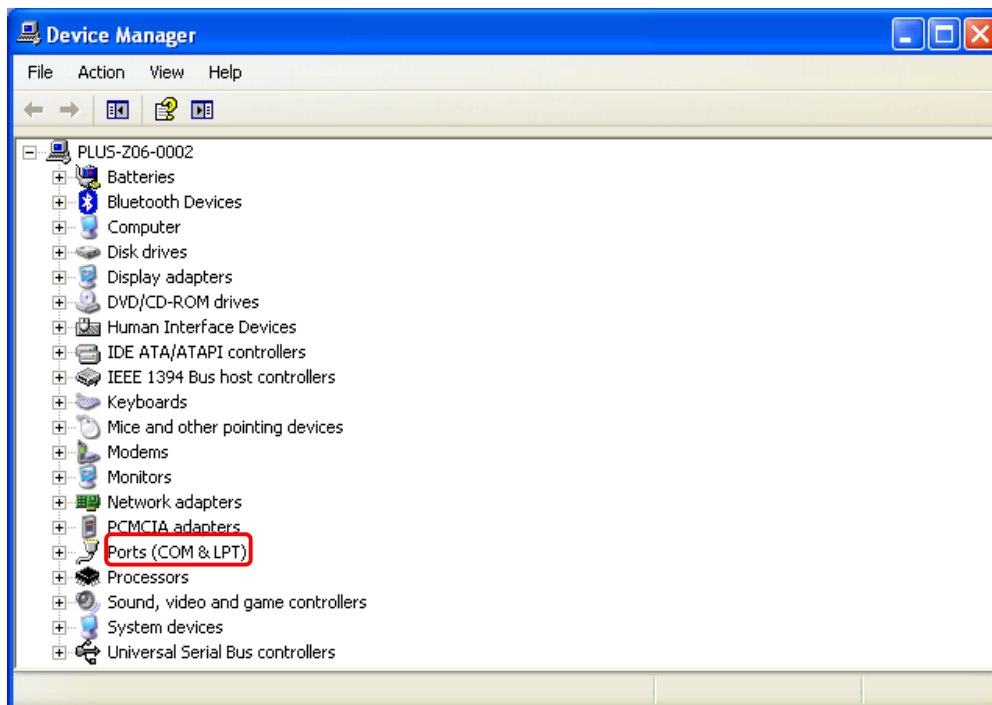 Device Manager
File Action View Help
PLUS-Z06-0002
Batteries
Bluetooth Devices
Computer
Disk drives
Display adapters
DVD/CD-ROM drives
Human Interface Devices
IDE ATA/ATAPI controllers
IEEE 1394 Bus host controllers
Keyboards
Mice and other pointing devices
Modems
Monitors
Network adapters
PCMCIA adapters
Ports (COM & LPT)
Processors
Sound, video and game controllers
System devices
Universal Serial Bus controllers